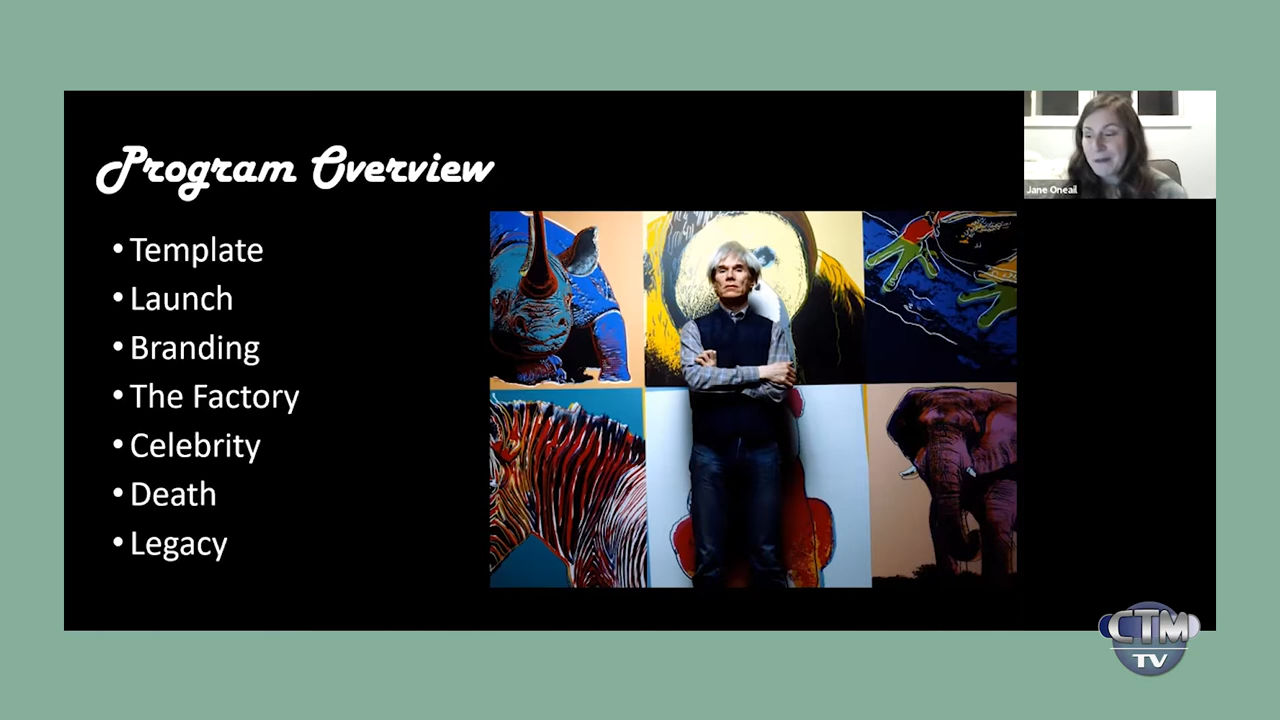 Program Overview
• Template
• Launch
• Branding
• The Factory
• Celebrity
• Death
• Legacy
Jane Oneail
CTM
TV